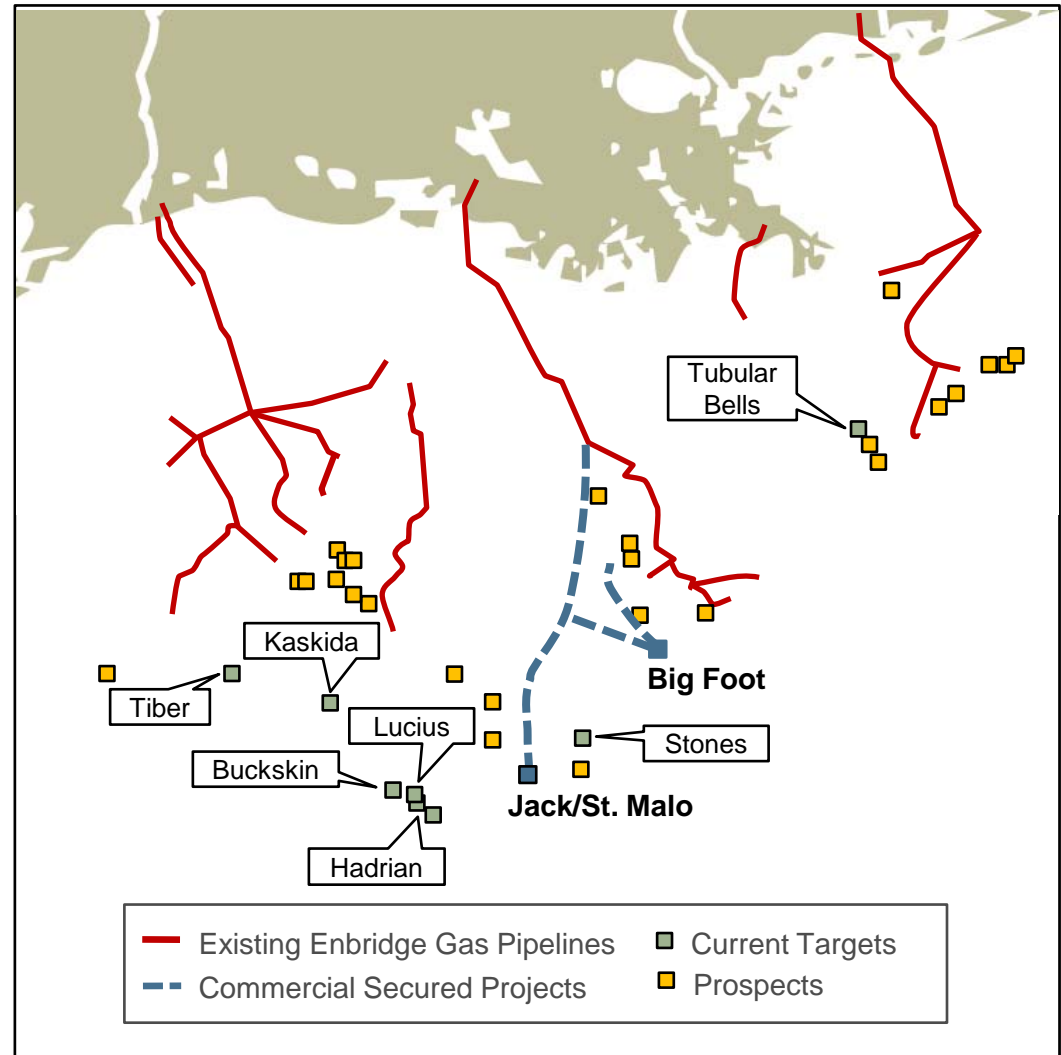 Tubular
Bells
Kaskida
Tiber
Lucius
Big Foot
Stones
Buckskin
Jack/St. Malo
Hadrian
Existing Enbridge Gas Pipelines
Current Targets
Commercial Secured Projects
Prospects